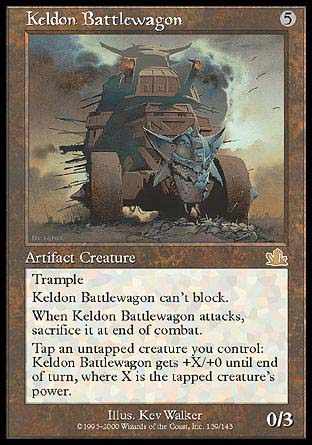 Keldon Battlewagon 5
Artifact Creature
Trample
Keldon Battlewagon can't block.
When Keldon Battlewagon attacks,
sacrifice it at end of combat.
Tap an untapped creature you control:
Keldon Battlewagon gets +X/+0 until end
of turn, where X is the tapped creature's
power.
Illus. Kev Walker
©1993-2000 Wizards of the Coast, Inc. 139/143
0/3